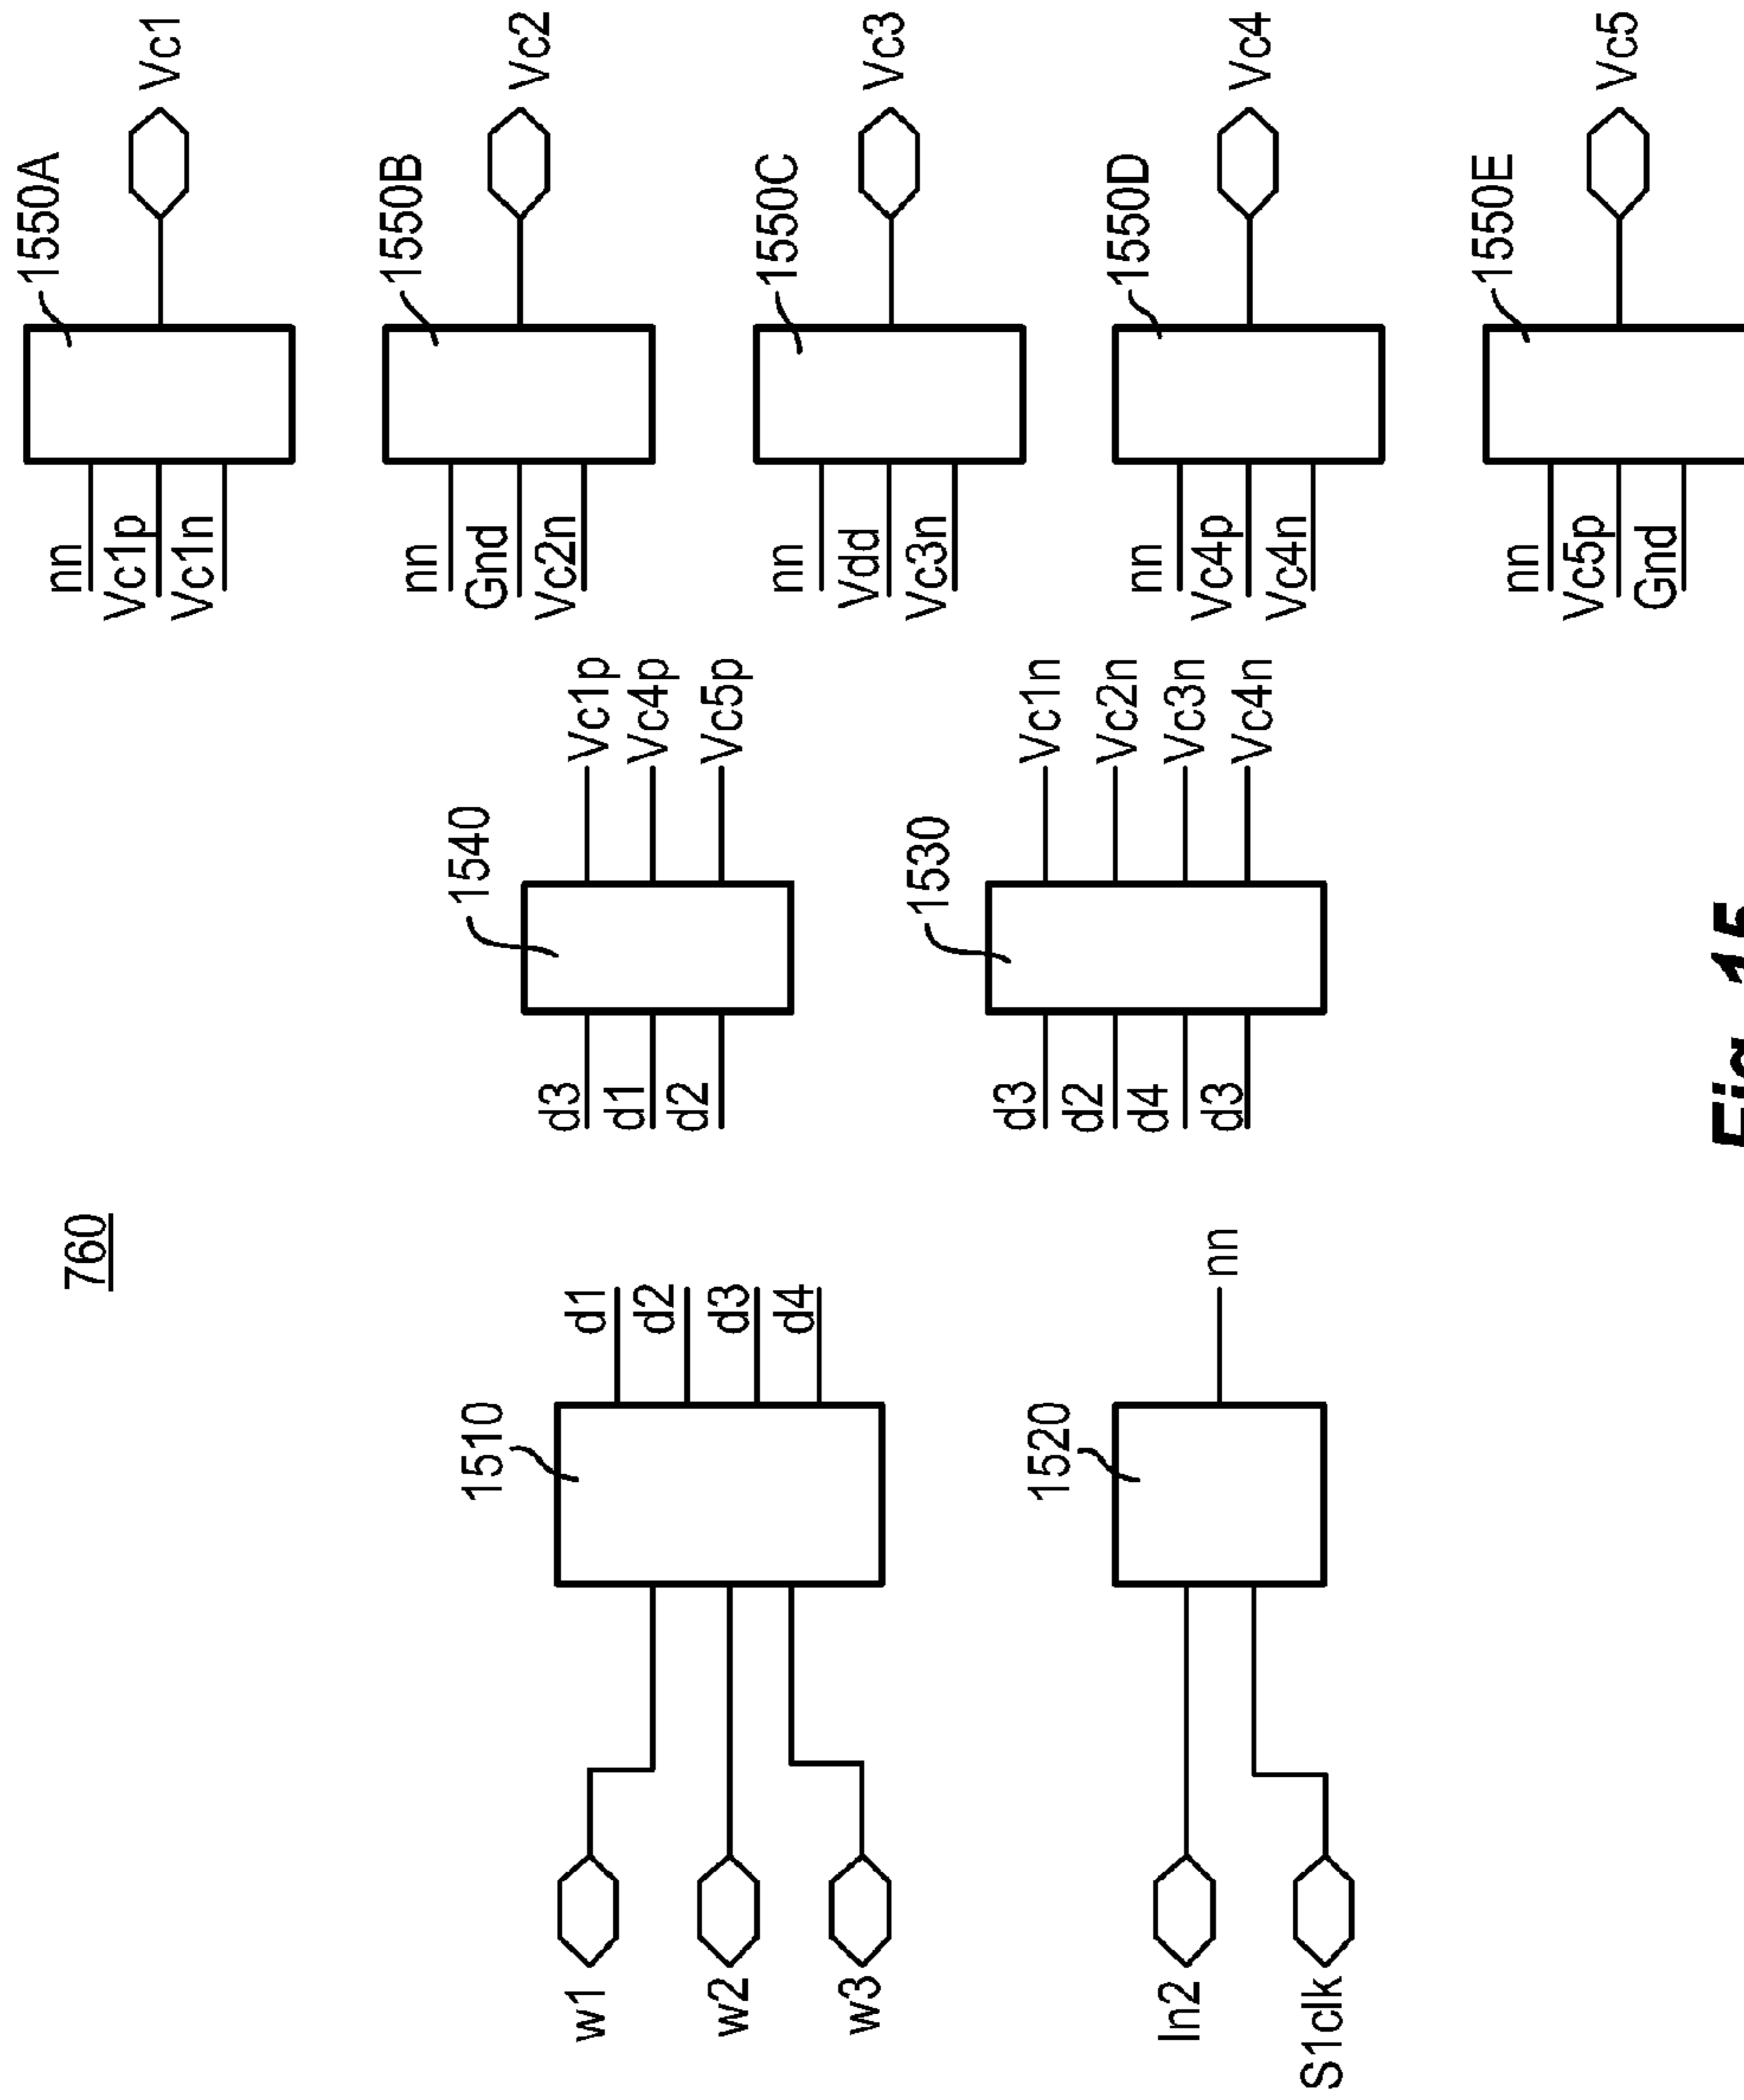 760
w1
w2
w3
1510
d1
d2
d3
d4
In2
S1clk
1520
nn
d3
d1
d2
1540
Vc1p
Vc4p
Vc5p
d3
d2
d4
d3
1530
Vc1n
Vc2n
Vc3n
Vc4n
nn
Vc1p
Vc1n
1550A
Vc1
nn
Gnd
Vc2n
1550B
Vc2
nn
Vdd
Vc3n
1550C
Vc3
nn
Vc4p
Vc4n
1550D
Vc4
nn
Vc5p
Gnd
1550E
Vc5